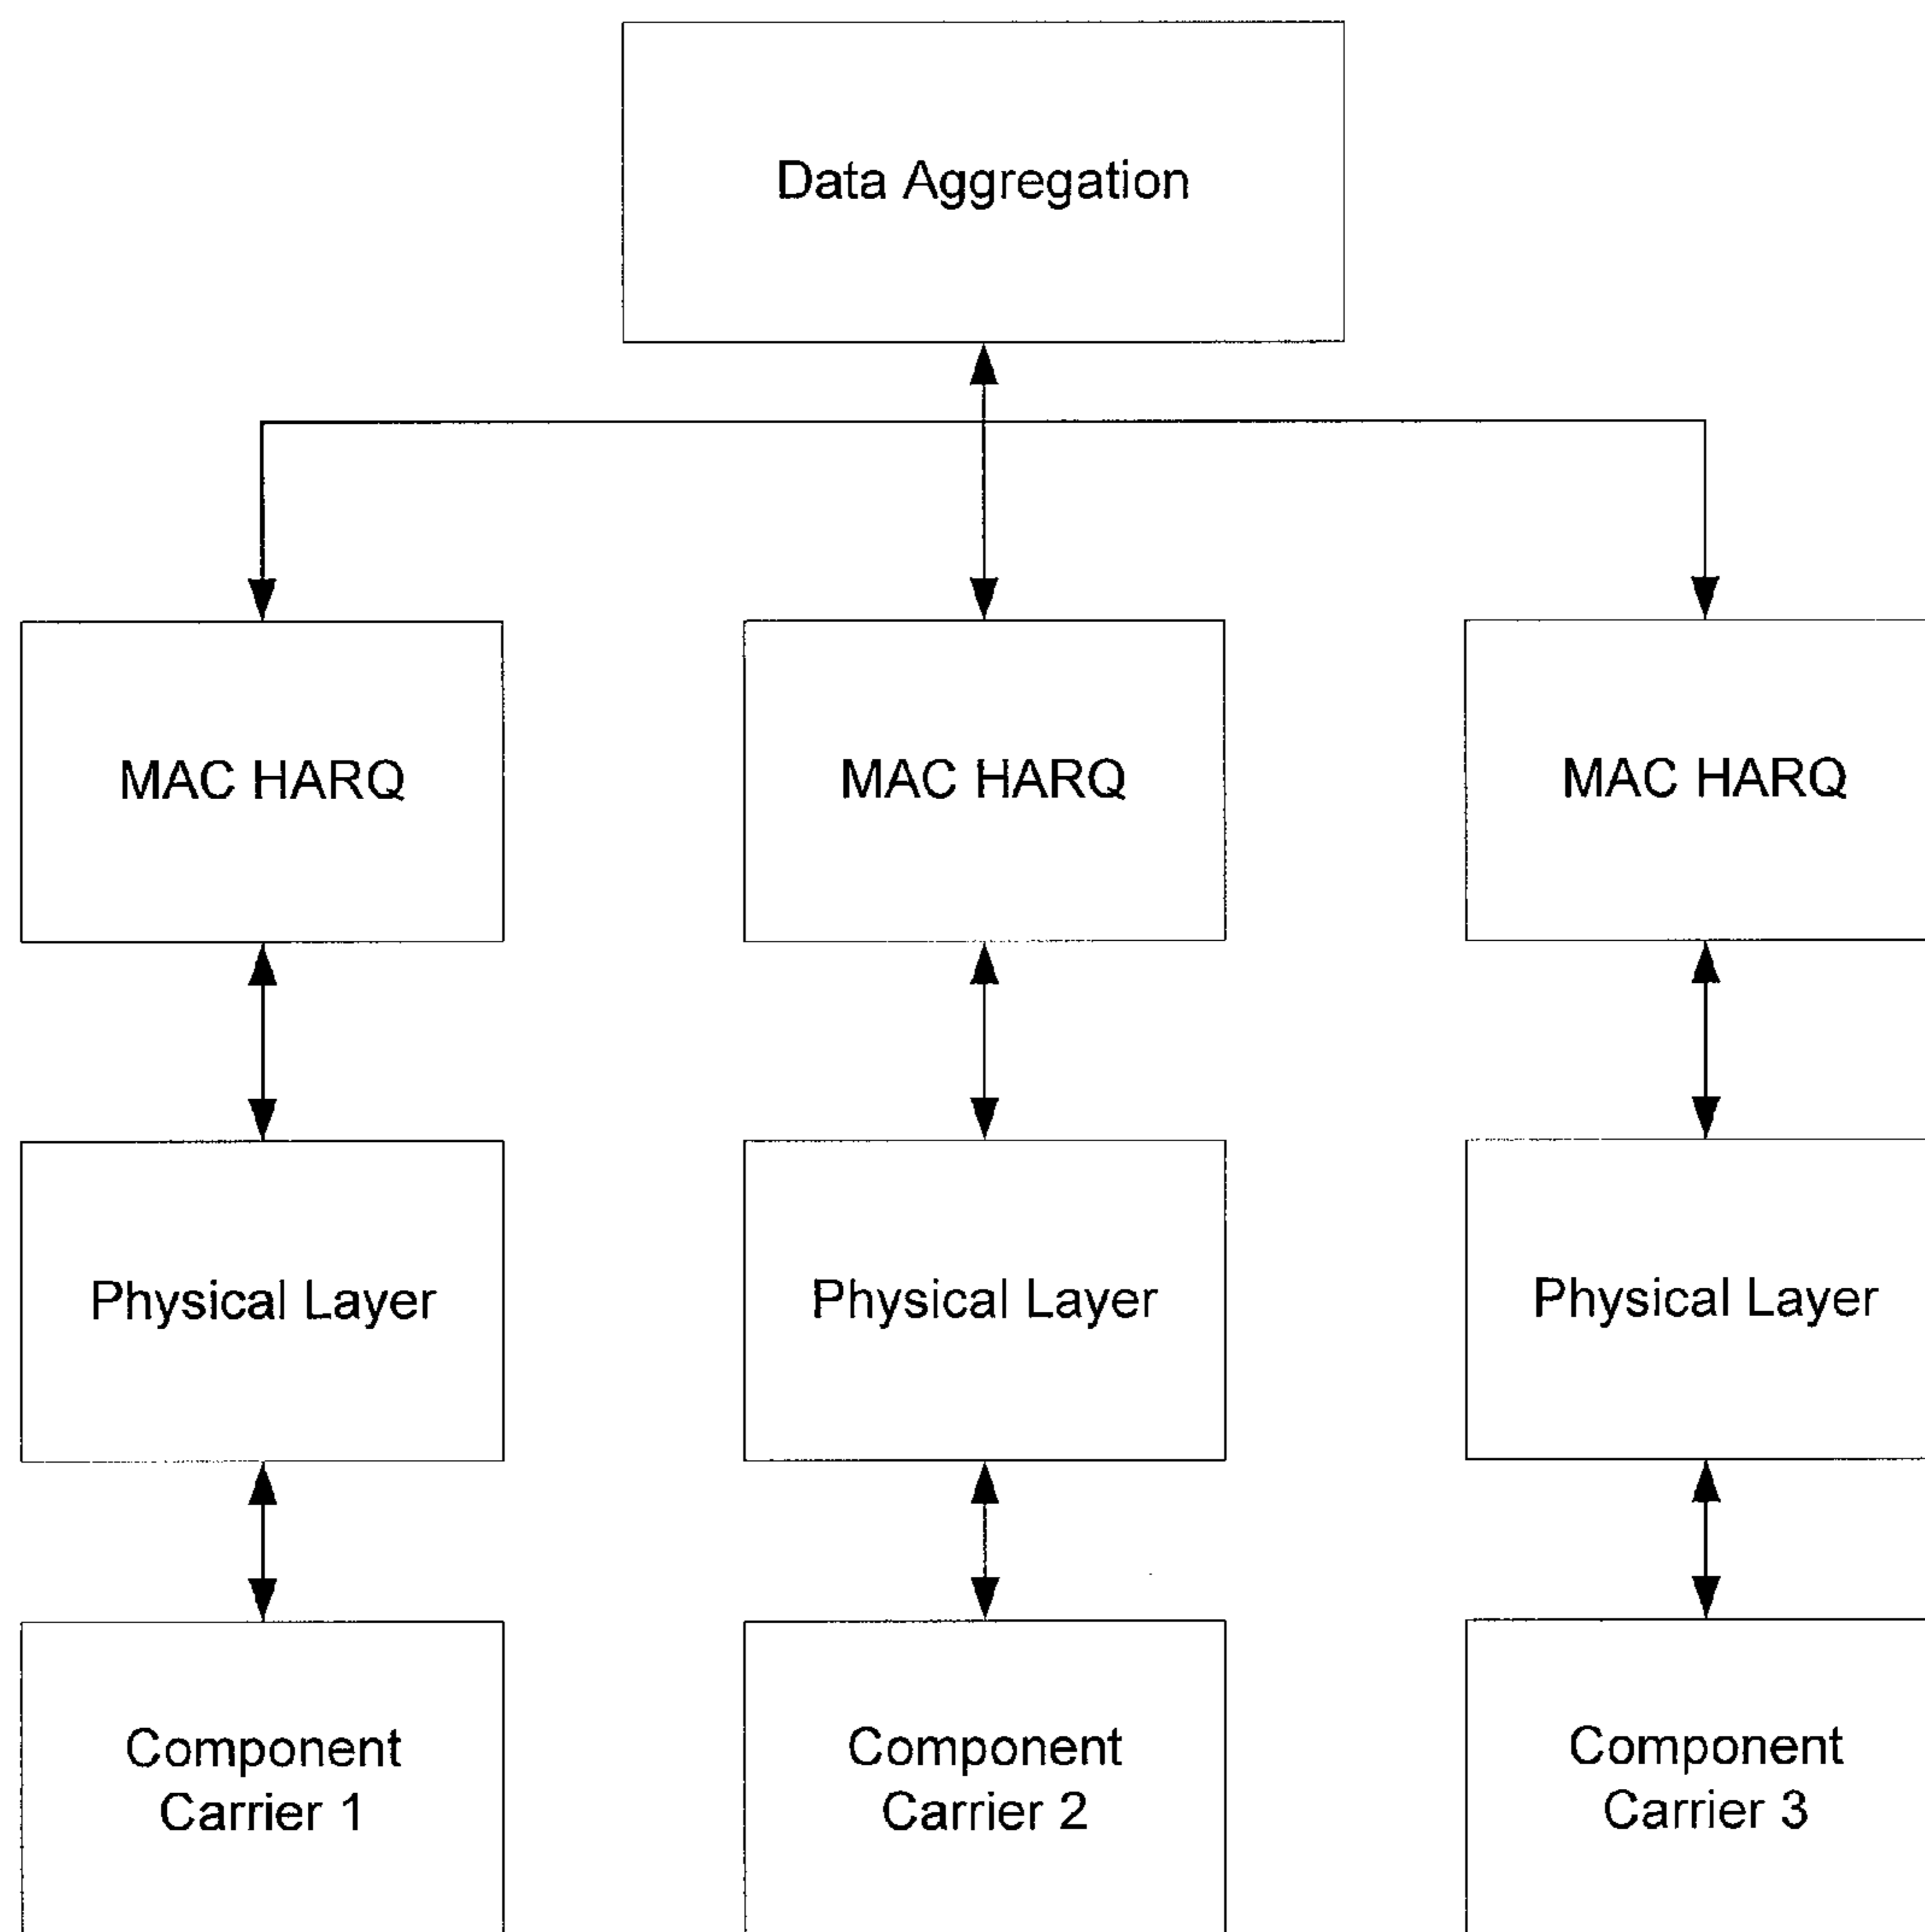 Data Aggregation
MAC HARQ
MAC HARQ
MAC HARQ
Physical Layer
Physical Layer
Physical Layer
Component
Carrier 1
Component
Carrier 2
Component
Carrier 3